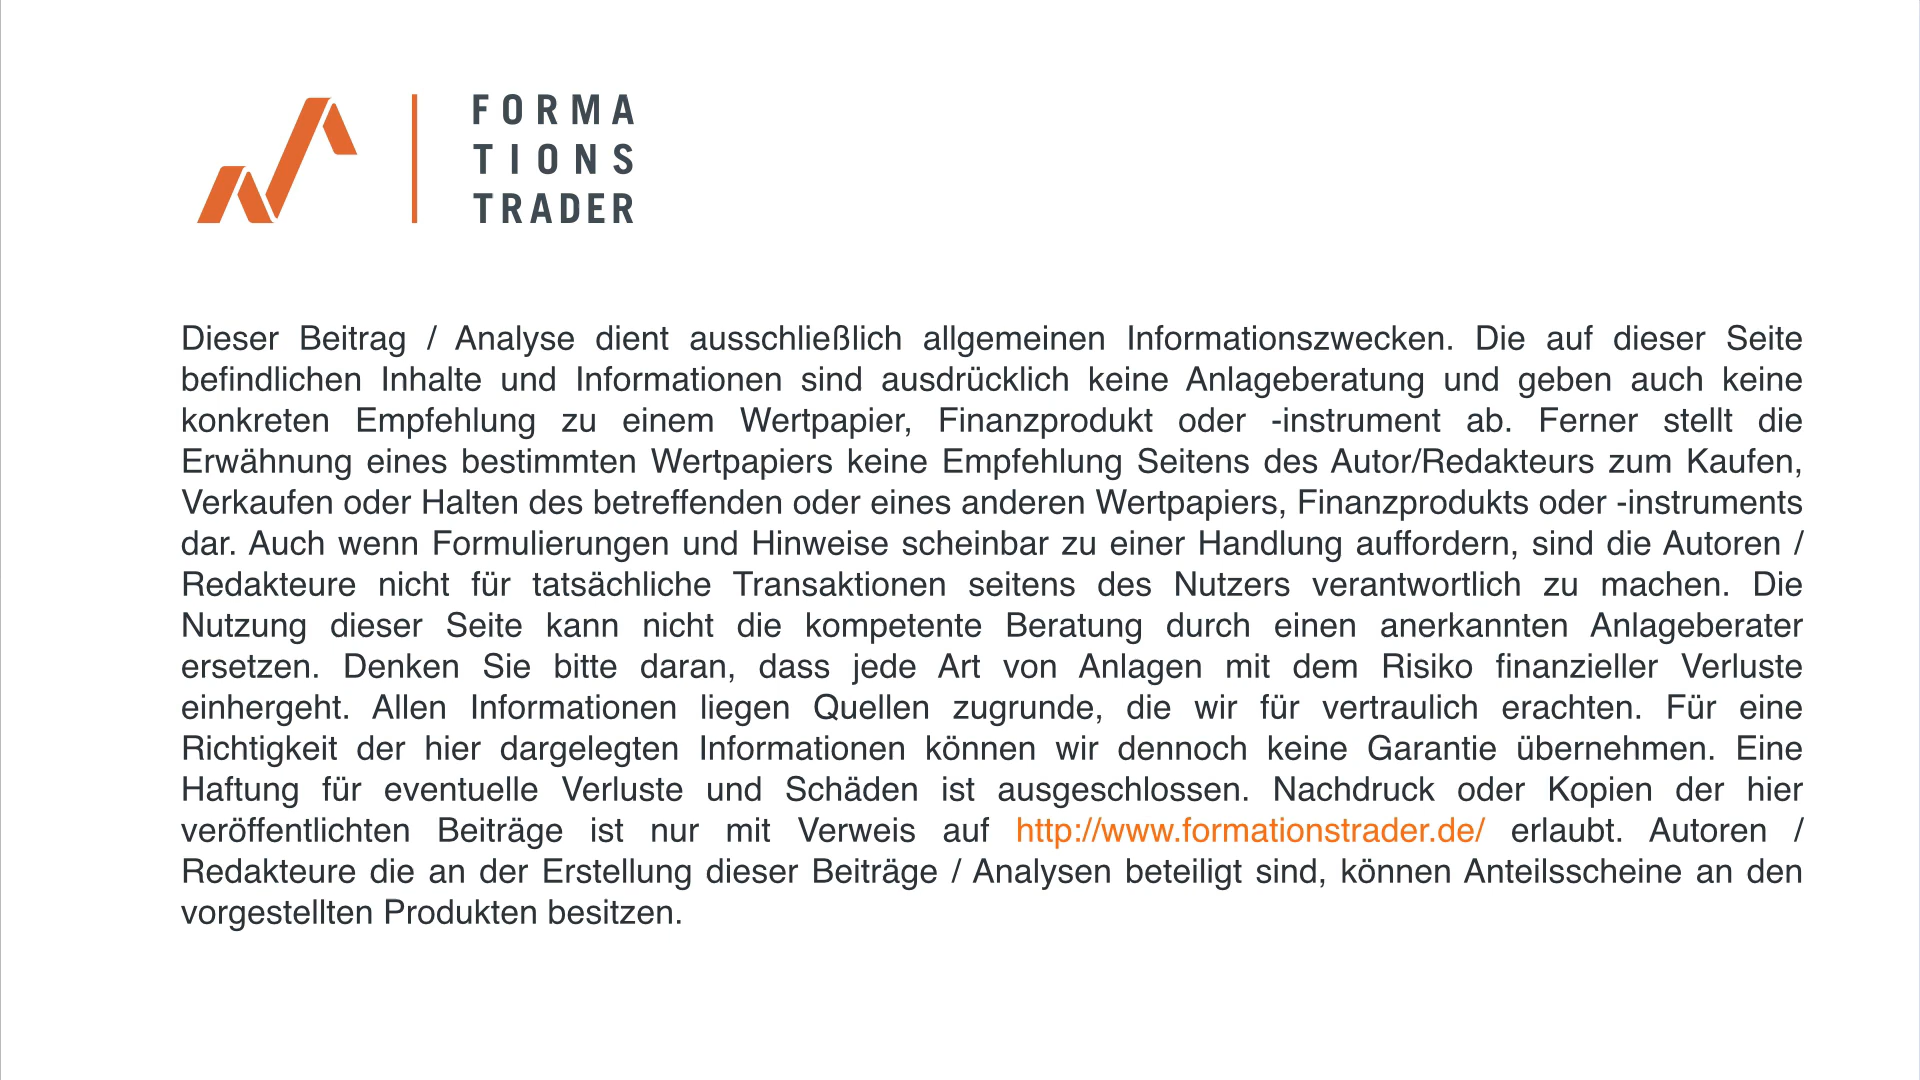 FORMA
TIONS
TRADER
Dieser Beitrag / Analyse dient ausschließlich allgemeinen Informationszwecken. Die auf dieser Seite
befindlichen Inhalte und Informationen sind ausdrücklich keine Anlageberatung und geben auch keine
konkreten Empfehlung zu einem Wertpapier, Finanzprodukt oder -instrument ab. Ferner stellt die
Erwähnung eines bestimmten Wertpapiers keine Empfehlung Seitens des Autor/Redakteurs zum Kaufen,
Verkaufen oder Halten des betreffenden oder eines anderen Wertpapiers, Finanzprodukts oder -instruments
dar. Auch wenn Formulierungen und Hinweise scheinbar zu einer Handlung auffordern, sind die Autoren /
Redakteure nicht für tatsächliche Transaktionen seitens des Nutzers verantwortlich zu machen. Die
Nutzung dieser Seite kann nicht die kompetente Beratung durch einen anerkannten Anlageberater
ersetzen. Denken Sie bitte daran, dass jede Art von Anlagen mit dem Risiko finanzieller Verluste
einhergeht. Allen Informationen liegen Quellen zugrunde, die wir für vertraulich erachten. Für eine
Richtigkeit der hier dargelegten Informationen können wir dennoch keine Garantie übernehmen. Eine
Haftung für eventuelle Verluste und Schäden ist ausgeschlossen. Nachdruck oder Kopien der hier
veröffentlichten Beiträge ist nur mit Verweis auf http://www.formationstrader.de/ erlaubt. Autoren /
Redakteure die an der Erstellung dieser Beiträge / Analysen beteiligt sind, können Anteilsscheine an den
vorgestellten Produkten besitzen.